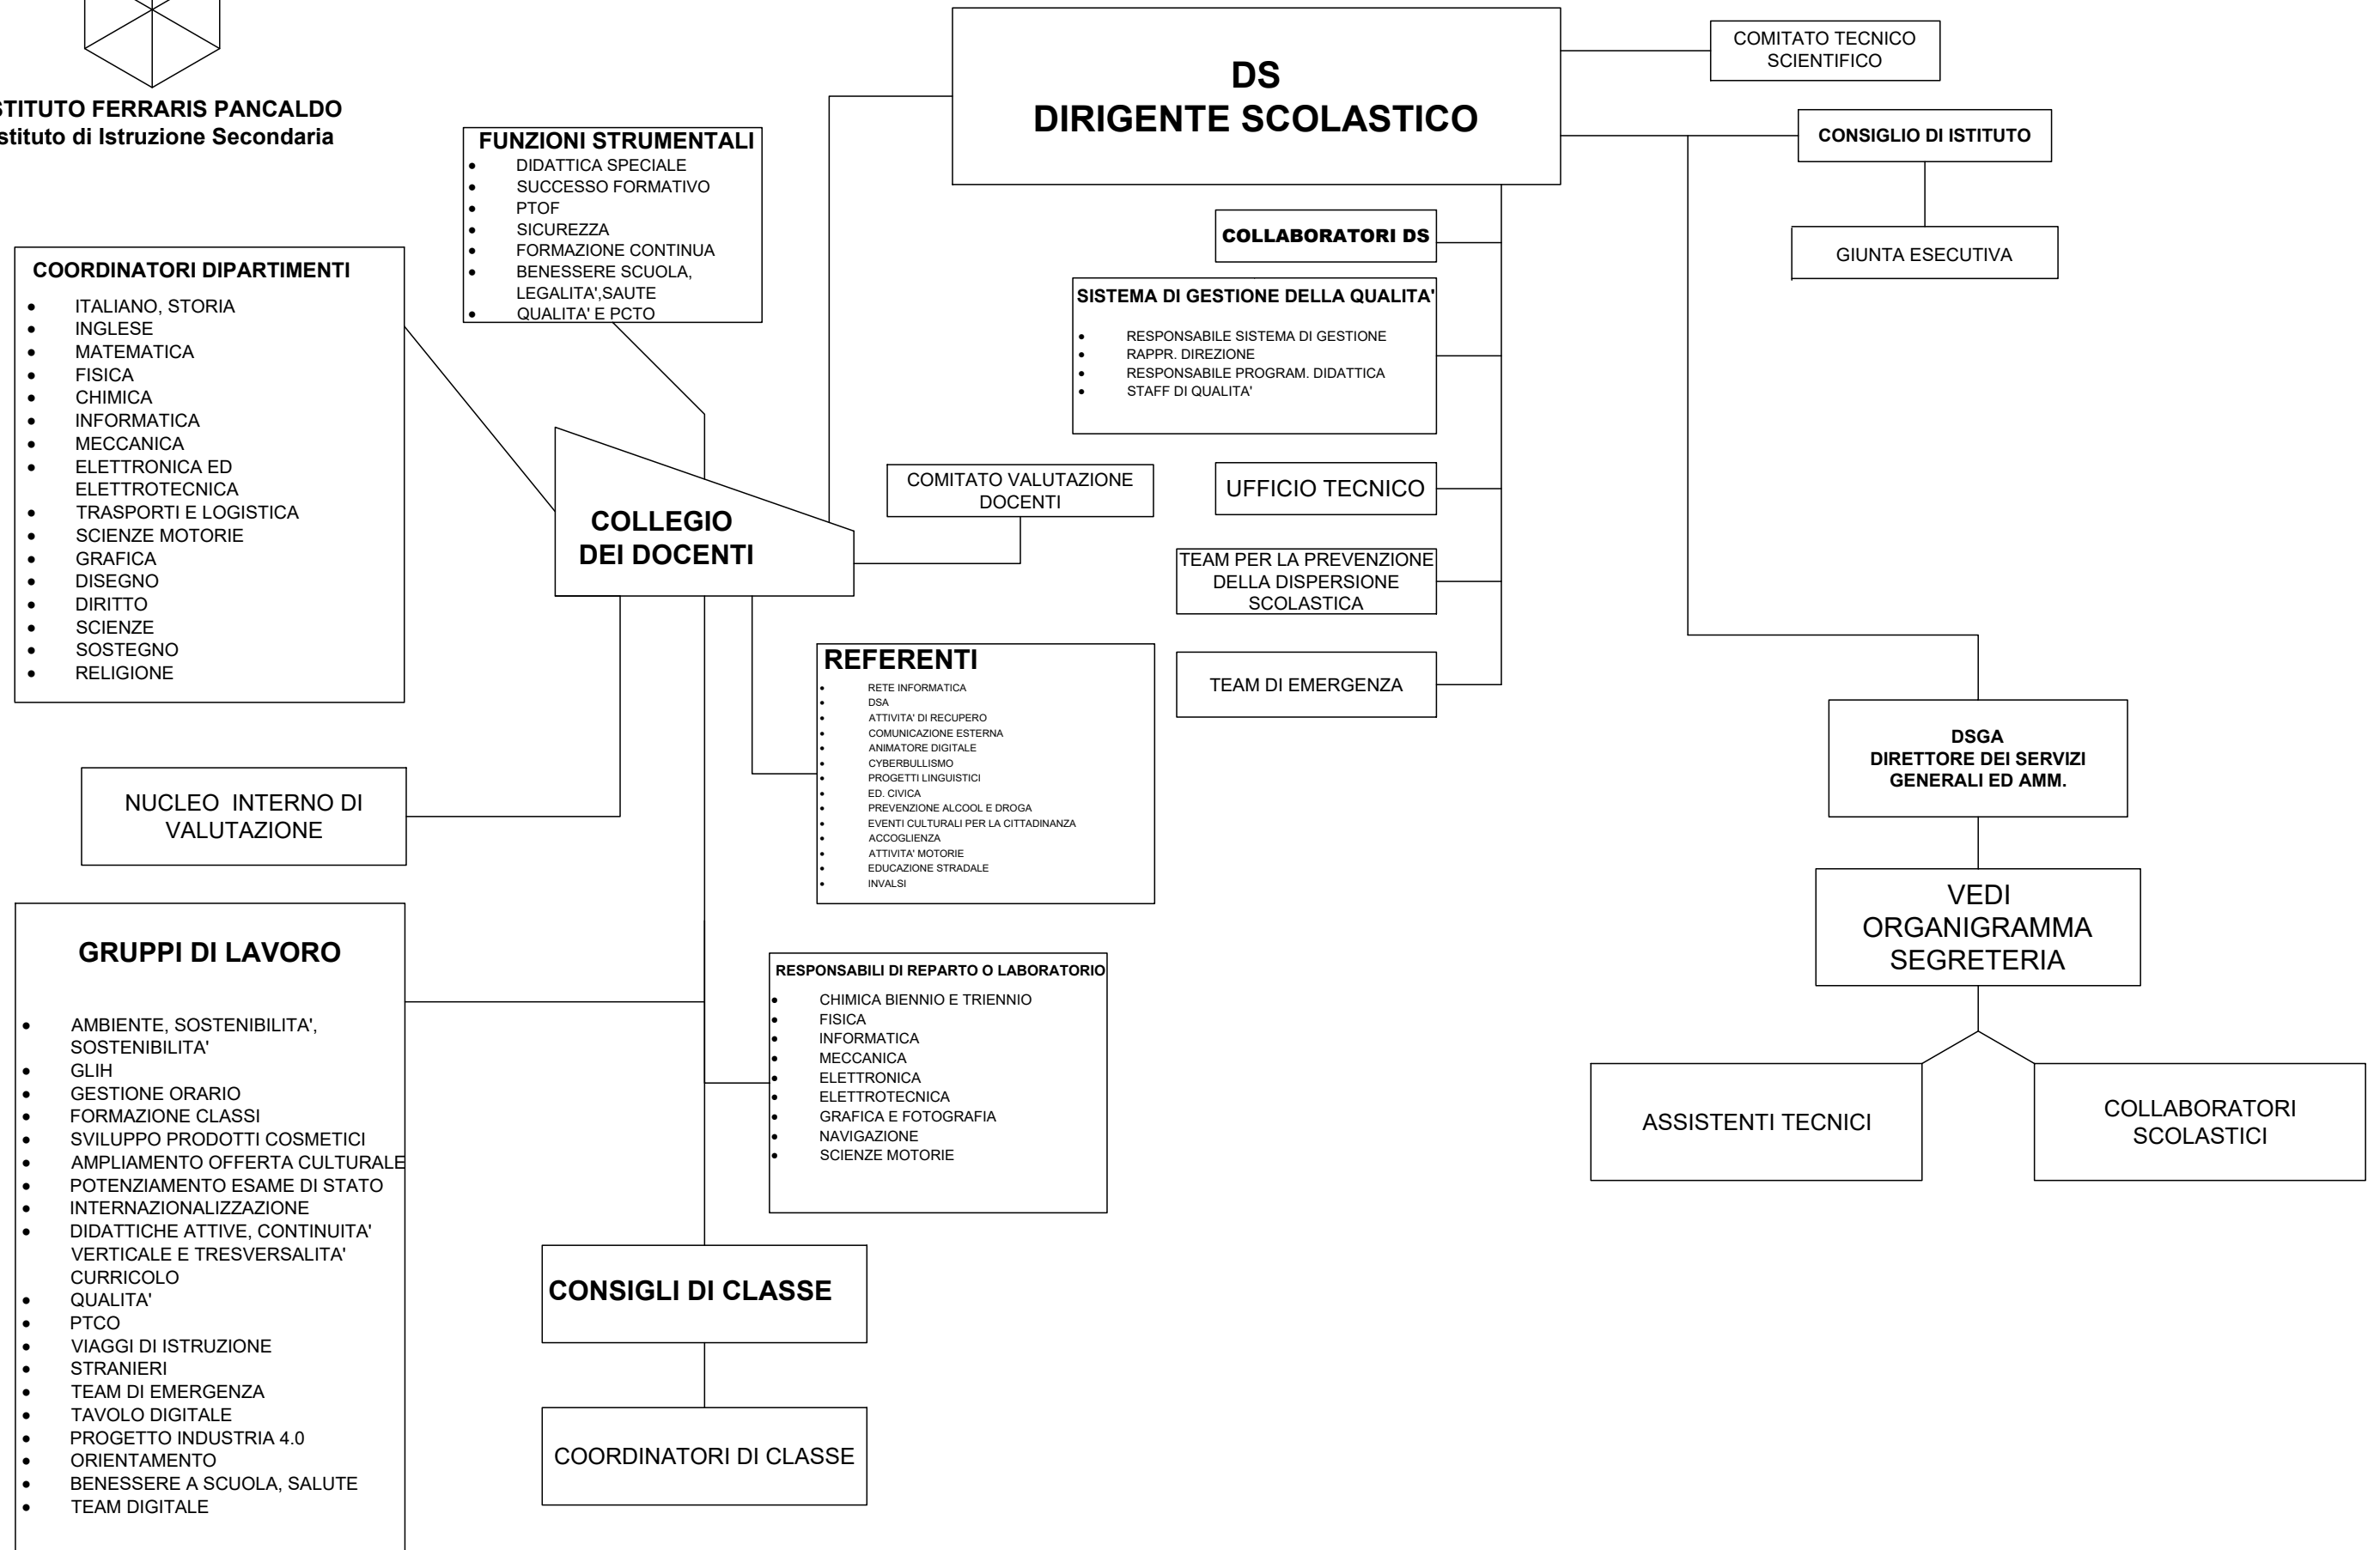 STITUTO FERRARIS PANCALDO
stituto di Istruzione Secondaria
DS
DIRIGENTE SCOLASTICO
COMITATO TECNICO
SCIENTIFICO
CONSIGLIO DI ISTITUTO
GIUNTA ESECUTIVA
FUNZIONI STRUMENTALI
• DIDATTICA SPECIALE
• SUCCESSO FORMATIVO
• PTOF
• SICUREZZA
• FORMAZIONE CONTINUA
• BENESSERE SCUOLA,
LEGALITA',SAUTE
• QUALITA' E PCTO
COLLABORATORI DS
SISTEMA DI GESTIONE DELLA QUALITA'
• RESPONSABILE SISTEMA DI GESTIONE
• RAPPR. DIREZIONE
• RESPONSABILE PROGRAM. DIDATTICA
• STAFF DI QUALITA'
COORDINATORI DIPARTIMENTI
• ITALIANO, STORIA
• INGLESE
• MATEMATICA
• FISICA
• CHIMICA
• INFORMATICA
• MECCANICA
• ELETTRONICA ED
ELETTROTECNICA
• TRASPORTI E LOGISTICA
• SCIENZE MOTORIE
• GRAFICA
• DISEGNO
• DIRITTO
• SCIENZE
• SOSTEGNO
• RELIGIONE
COLLEGIO
DEI DOCENTI
COMITATO VALUTAZIONE
DOCENTI
UFFICIO TECNICO
TEAM PER LA PREVENZIONE
DELLA DISPERSIONE
SCOLASTICA
TEAM DI EMERGENZA
REFERENTI
• RETE INFORMATICA
• DSA
• ATTIVITA' DI RECUPERO
• COMUNICAZIONE ESTERNA
• ANIMATORE DIGITALE
• CYBERBULLISMO
• PROGETTI LINGUISTICI
• ED. CIVICA
• PREVENZIONE ALCOOL E DROGA
• EVENTI CULTURALI PER LA CITTADINANZA
• ACCOGLIENZA
• ATTIVITA' MOTORIE
• EDUCAZIONE STRADALE
• INVALSI
DSGA
DIRETTORE DEI SERVIZI
GENERALI ED AMM.
NUCLEO INTERNO DI
VALUTAZIONE
VEDI
ORGANIGRAMMA
SEGRETERIA
GRUPPI DI LAVORO
• AMBIENTE, SOSTENIBILITA',
SOSTENIBILITA'
• GLIH
• GESTIONE ORARIO
• FORMAZIONE CLASSI
• SVILUPPO PRODOTTI COSMETICI
• AMPLIAMENTO OFFERTA CULTURALE
• POTENZIAMENTO ESAME DI STATO
• INTERNAZIONALIZZAZIONE
• DIDATTICHE ATTIVE, CONTINUITA'
VERTICALE E TRESVERSALITA'
CURRICOLO
• QUALITA'
• PTCO
• VIAGGI DI ISTRUZIONE
• STRANIERI
• TEAM DI EMERGENZA
• TAVOLO DIGITALE
• PROGETTO INDUSTRIA 4.0
• ORIENTAMENTO
• BENESSERE A SCUOLA, SALUTE
• TEAM DIGITALE
RESPONSABILI DI REPARTO O LABORATORIO
• CHIMICA BIENNIO E TRIENNIO
• FISICA
• INFORMATICA
• MECCANICA
• ELETTRONICA
• ELETTROTECNICA
• GRAFICA E FOTOGRAFIA
• NAVIGAZIONE
• SCIENZE MOTORIE
ASSISTENTI TECNICI
COLLABORATORI
SCOLASTICI
CONSIGLI DI CLASSE
COORDINATORI DI CLASSE